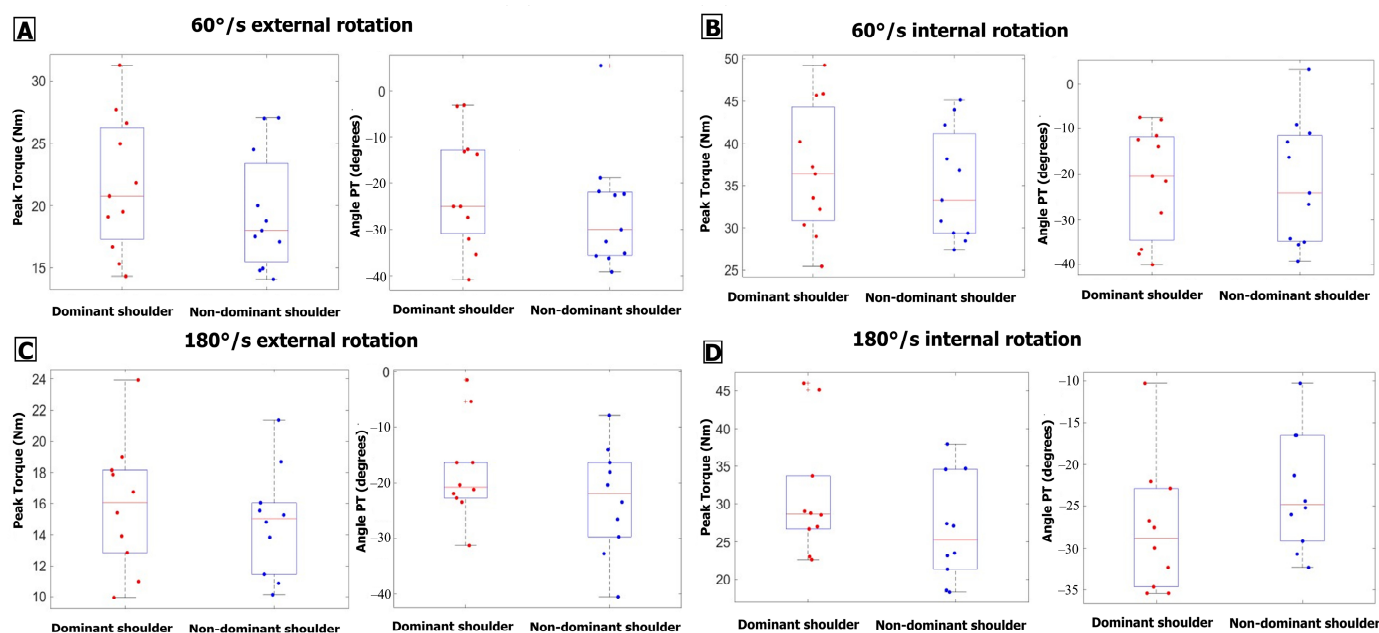 A
60°/s external rotation
Peak Torque (Nm)
30
25
20
15
Dominant shoulder
Non-dominant shoulder
Angle PT (degrees)
0
−10
−20
−30
−40
Dominant shoulder
Non-dominant shoulder
B
60°/s internal rotation
Peak Torque (Nm)
50
45
40
35
30
25
Dominant shoulder
Non-dominant shoulder
Angle PT (degrees)
0
−10
−20
−30
−40
Dominant shoulder
Non-dominant shoulder
C
180°/s external rotation
Peak Torque (Nm)
24
22
20
18
16
14
12
10
Dominant shoulder
Non-dominant shoulder
Angle PT (degrees)
0
−10
−20
−30
−40
Dominant shoulder
Non-dominant shoulder
D
180°/s internal rotation
Peak Torque (Nm)
45
40
35
30
25
20
Dominant shoulder
Non-dominant shoulder
Angle PT (degrees)
−10
−15
−20
−25
−30
−35
Dominant shoulder
Non-dominant shoulder